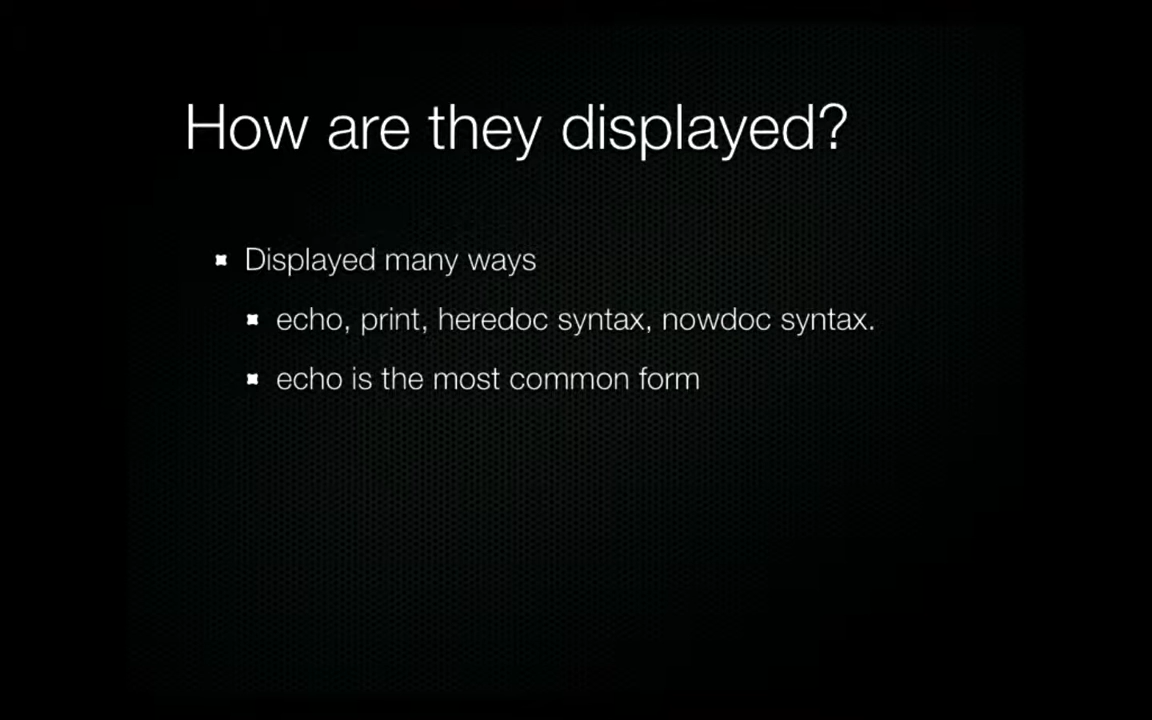 How are they displayed?
Displayed many ways
echo, print, heredoc syntax, nowdoc syntax.
echo is the most common form